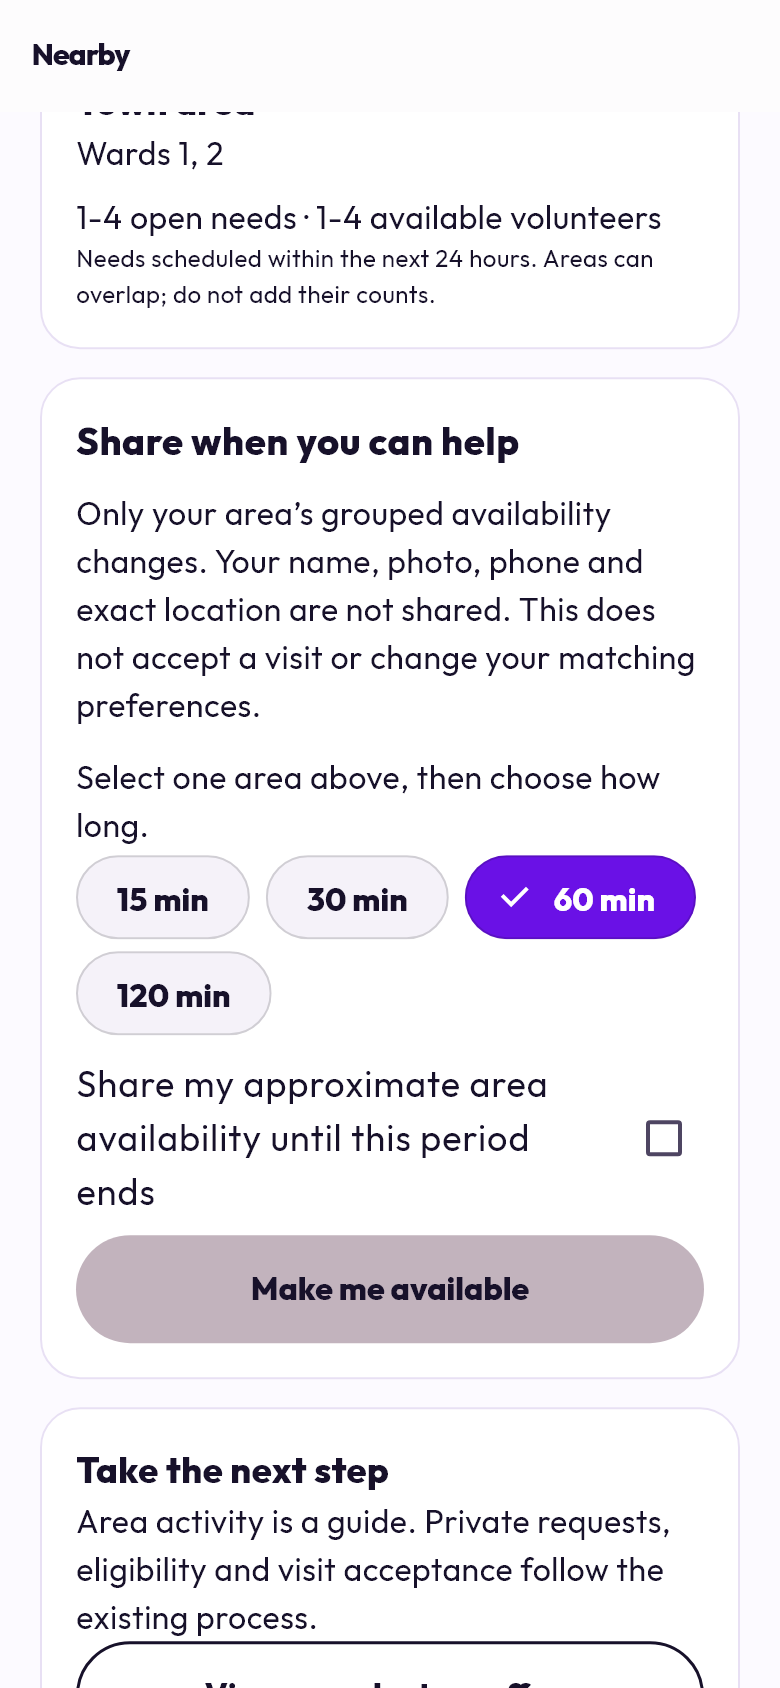 Nearby
Town area
Wards 1, 2
1-4 open needs · 1-4 available volunteers
Needs scheduled within the next 24 hours. Areas can
overlap; do not add their counts.
Share when you can help
Only your area’s grouped availability
changes. Your name, photo, phone and
exact location are not shared. This does
not accept a visit or change your matching
preferences.
Select one area above, then choose how
long.
15 min
30 min
60 min
120 min
Share my approximate area
availability until this period
ends
Make me available
Take the next step
Area activity is a guide. Private requests,
eligibility and visit acceptance follow the
existing process.